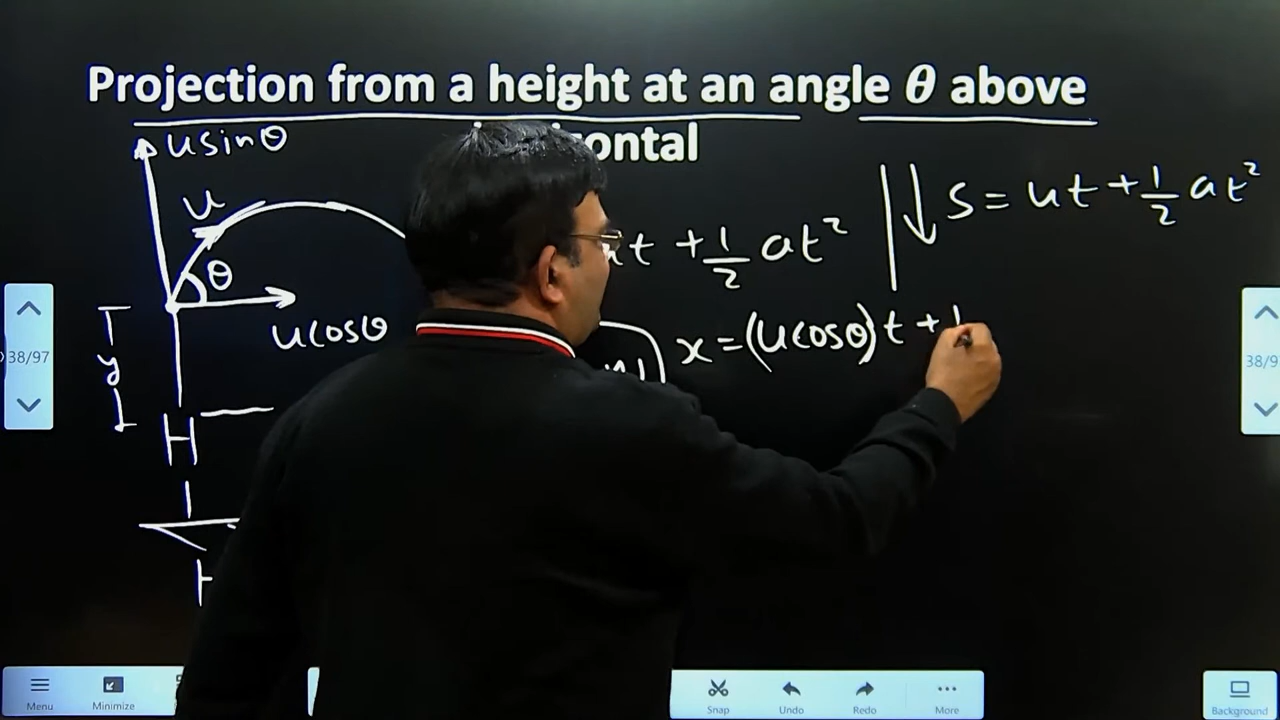 Projection from a height at an angle θ above
ontal
usinθ
u
θ
ucosθ
y
H
t + 1/2 at²
S = ut + 1/2 at²
x = (ucosθ)t + 1
38/97
38/9
Menu
Minimize
Snap
Undo
Redo
More
Background